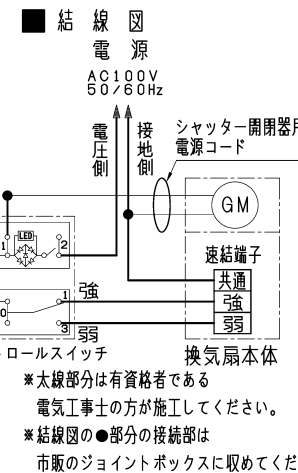 ■ 結線図
電源
AC100V
50/60Hz
電圧側
接地側
シャッター開閉器用
電源コード
GM
LED
1
2
速結端子
共通
強
弱
1
強
0
3
弱
ロールスイッチ
換気扇本体
※太線部分は有資格者である
電気工事士の方が施工してください。
※結線図の●部分の接続部は
市販のジョイントボックスに収めてくだ